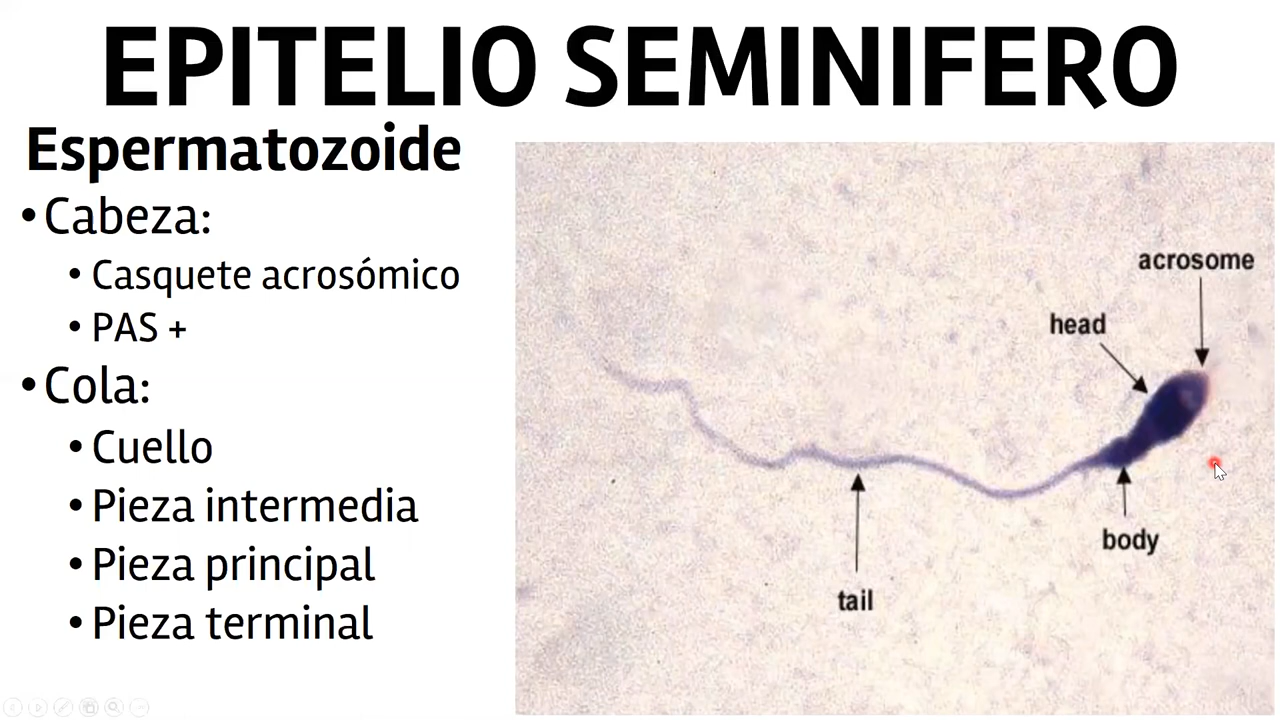 EPITELIO SEMINIFERO
Espermatozoide
• Cabeza:
• Casquete acrosómico
• PAS +
• Cola:
• Cuello
• Pieza intermedia
• Pieza principal
• Pieza terminal
acrosome
head
body
tail